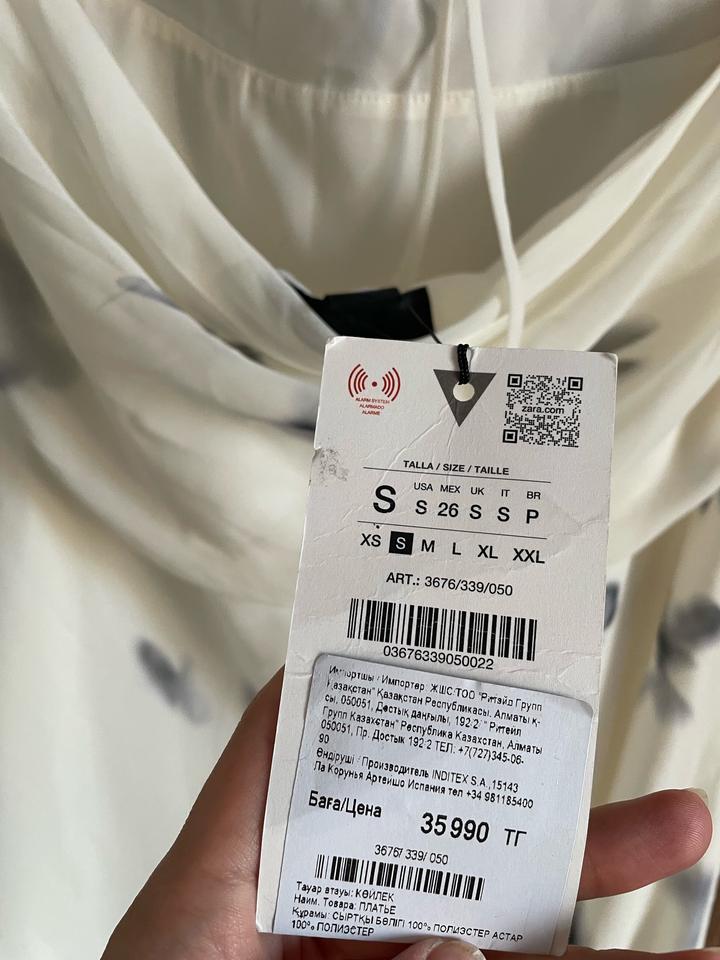 ALARM SYSTEM
ALARMADO
ALARME
zara.com
TALLA / SIZE / TAILLE
USA MEX UK IT BR
S S 26 S S P
XS S M L XL XXL
ART.: 3676/339/050
03676339050022
Импортшы / Импортер: ЖШС/ТОО "Ритэйл Групп
Қазақстан" Қазақстан Республикасы. Алматы қ-
сы, 050051, Достық даңғылы, 192/2 " Ритейл
Групп Казахстан" Республика Казахстан, Алматы
050051, Пр. Достык 192/2 ТЕЛ: +7(727)345-06-
90
Өндіруші / Производитель INDITEX S.A.,15143
Ла Корунья Артеишо Испания тел +34 981185400
Баға/Цена 35 990 ТГ
3676/ 339/ 050
Тауар атауы: КӨЙЛЕК
Наим. Товара: ПЛАТЬЕ
Құрамы: СЫРТҚЫ БӨЛІГІ 100% ПОЛИЭСТЕР АСТАР
100% ПОЛИЭСТЕР